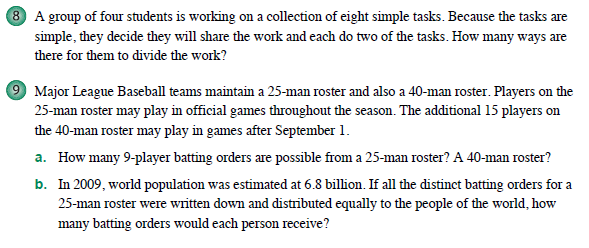 8 A group of four students is working on a collection of eight simple tasks. Because the tasks are
simple, they decide they will share the work and each do two of the tasks. How many ways are
there for them to divide the work?
9 Major League Baseball teams maintain a 25-man roster and also a 40-man roster. Players on the
25-man roster may play in official games throughout the season. The additional 15 players on
the 40-man roster may play in games after September 1.
a. How many 9-player batting orders are possible from a 25-man roster? A 40-man roster?
b. In 2009, world population was estimated at 6.8 billion. If all the distinct batting orders for a
25-man roster were written down and distributed equally to the people of the world, how
many batting orders would each person receive?